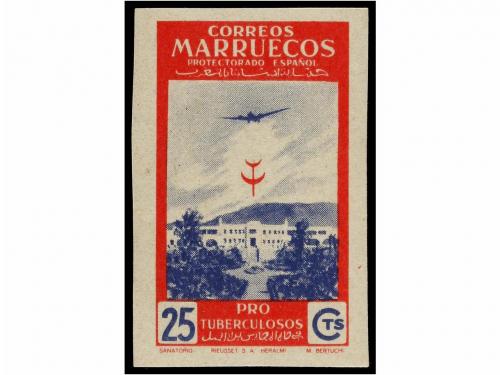 CORREOS
MARRUECOS
PROTECTORADO ESPAÑOL
PRO
TUBERCULOSOS
25 CTS
SANATORIO RIEUSSET S. A. HERALMI M. BERTUCHI